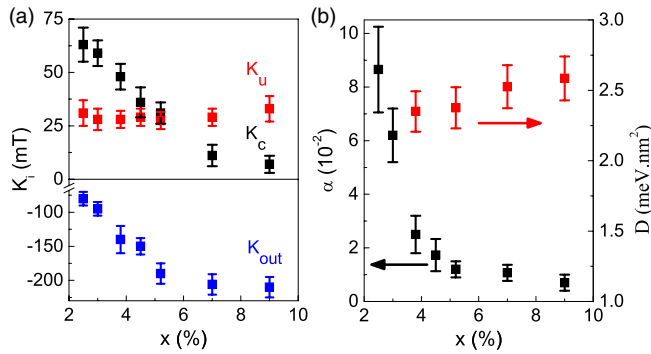 (a)
75
50
25
0
-100
-150
-200
K_i (mT)
K_u
K_c
K_out
2
4
6
8
10
x (%)
(b)
10
8
6
4
2
0
α (10^-2)
3.0
2.5
2.0
1.5
1.0
D (meV.nm^2)
2
4
6
8
10
x (%)